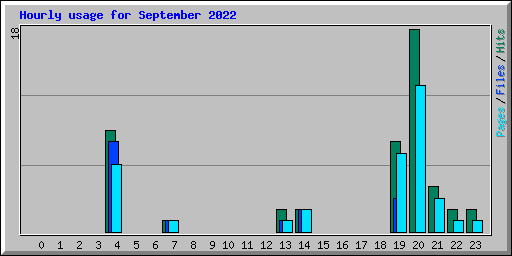 Hourly usage for September 2022
18
Pages/Files/Hits
0 1 2 3 4 5 6 7 8 9 10 11 12 13 14 15 16 17 18 19 20 21 22 23